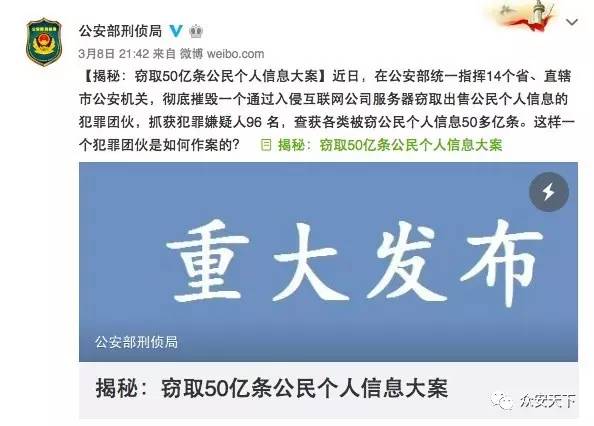 公安部刑侦局
3月8日 21:42 来自 微博 weibo.com
【揭秘：窃取50亿条公民个人信息大案】近日，在公安部统一指挥14个省、直辖
市公安机关，彻底摧毁一个通过入侵互联网公司服务器窃取出售公民个人信息的
犯罪团伙，抓获犯罪嫌疑人96 名，查获各类被窃公民个人信息50多亿条。这样一
个犯罪团伙是如何作案的？ 揭秘：窃取50亿条公民个人信息大案
重大发布
公安部刑侦局
揭秘：窃取50亿条公民个人信息大案
众安天下